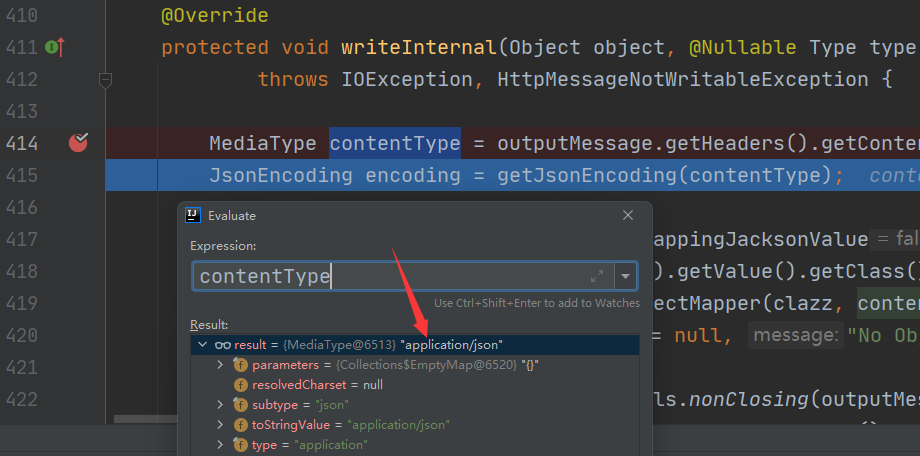 410 @Override
411 protected void writeInternal(Object object, @Nullable Type type
412 throws IOException, HttpMessageNotWritableException {
413
414 MediaType contentType = outputMessage.getHeaders().getConte
415 JsonEncoding encoding = getJsonEncoding(contentType); conte
416
IJ Evaluate
Expression:
contentType
Use Ctrl+Shift+Enter to add to Watches
Result:
result = {MediaType@6513} "application/json"
parameters = {Collections$EmptyMap@6520} "{}"
resolvedCharset = null
subtype = "json"
toStringValue = "application/json"
type = "application"
417 appingJacksonValue = fal
418 ).getValue().getClass()
419 ectMapper(clazz, conten
420 = null, message: "No Ob
421
422 ls.nonClosing(outputMes